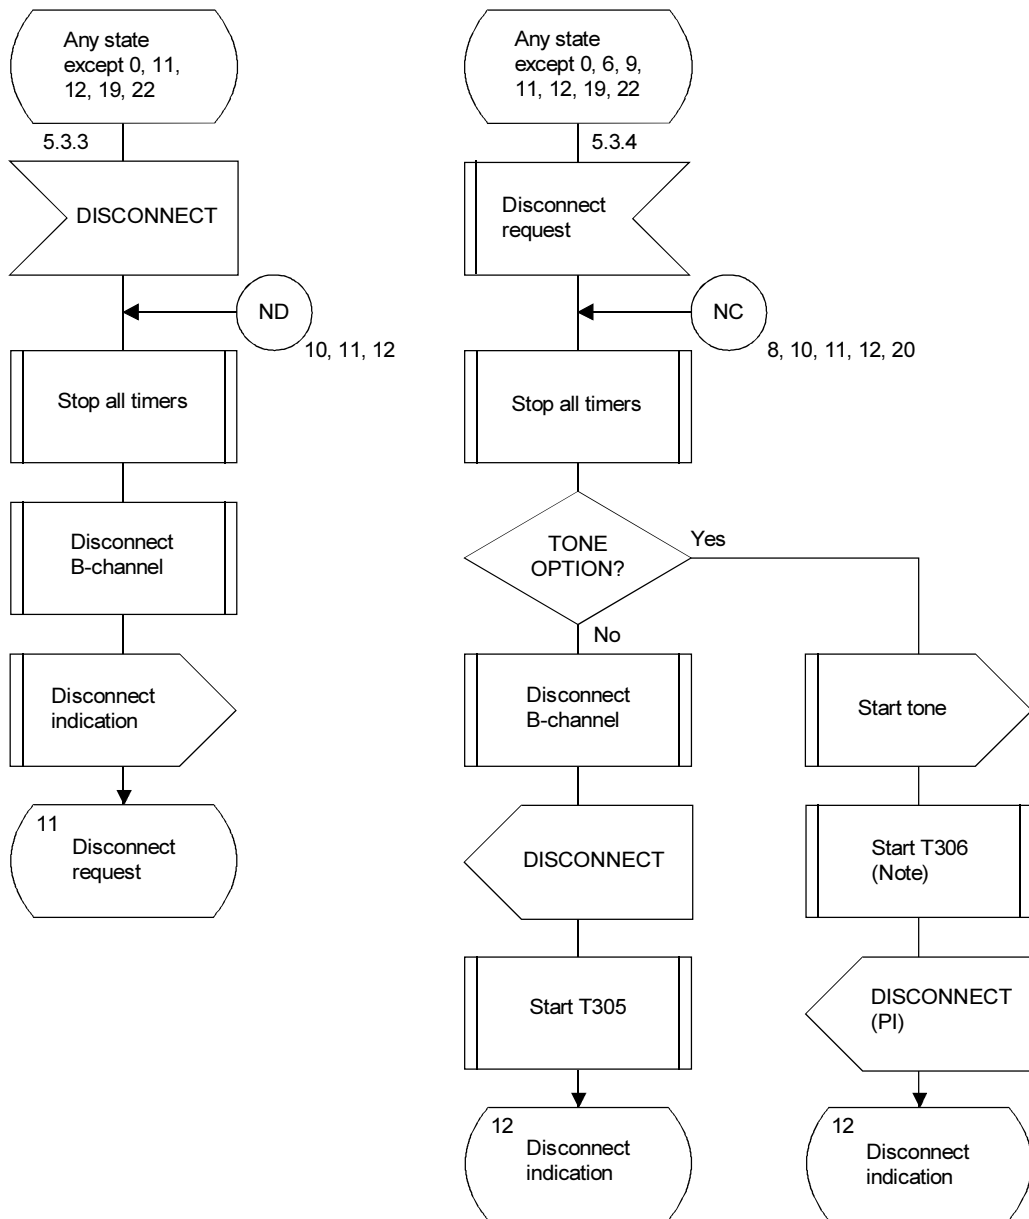 Any state
except 0, 11,
12, 19, 22
5.3.3
DISCONNECT
ND
10, 11, 12
Stop all timers
Disconnect
B-channel
Disconnect
indication
11
Disconnect
request
Any state
except 0, 6, 9,
11, 12, 19, 22
5.3.4
Disconnect
request
NC
8, 10, 11, 12, 20
Stop all timers
TONE
OPTION?
Yes
No
Disconnect
B-channel
DISCONNECT
Start T305
12
Disconnect
indication
Start tone
Start T306
(Note)
DISCONNECT
(PI)
12
Disconnect
indication